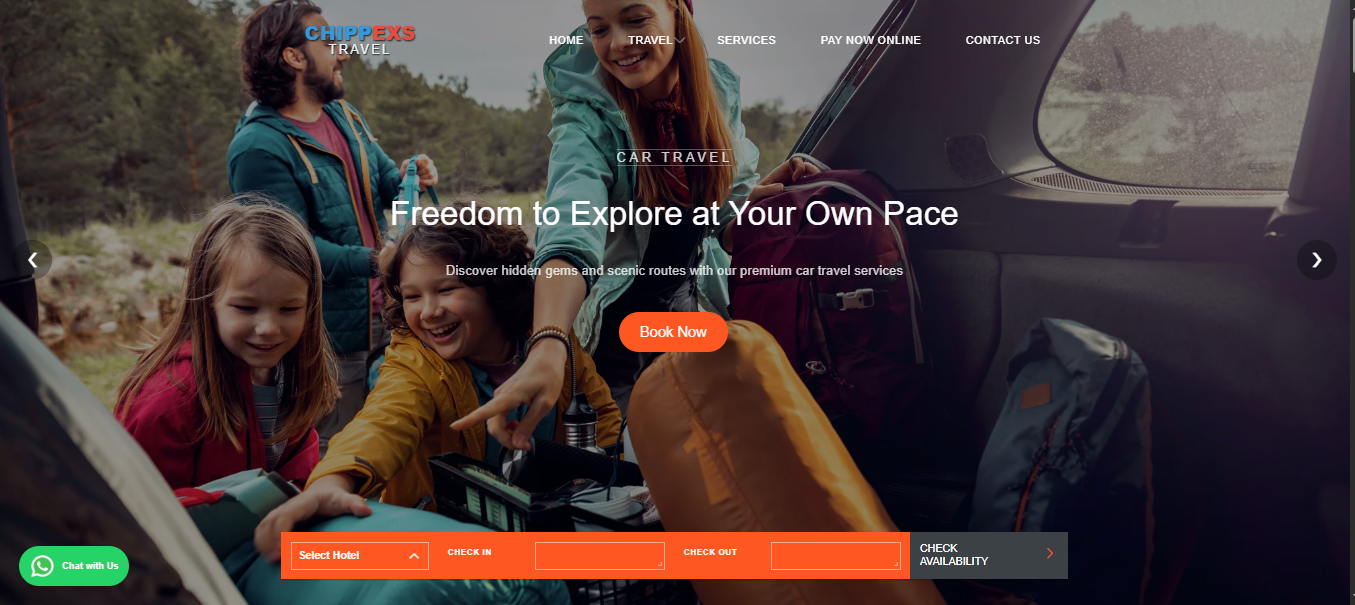 CHIPPEXS
TRAVEL
HOME
TRAVEL
SERVICES
PAY NOW ONLINE
CONTACT US
CAR TRAVEL
Freedom to Explore at Your Own Pace
Discover hidden gems and scenic routes with our premium car travel services
Book Now
Select Hotel
CHECK IN
CHECK OUT
CHECK
AVAILABILITY
Chat with Us